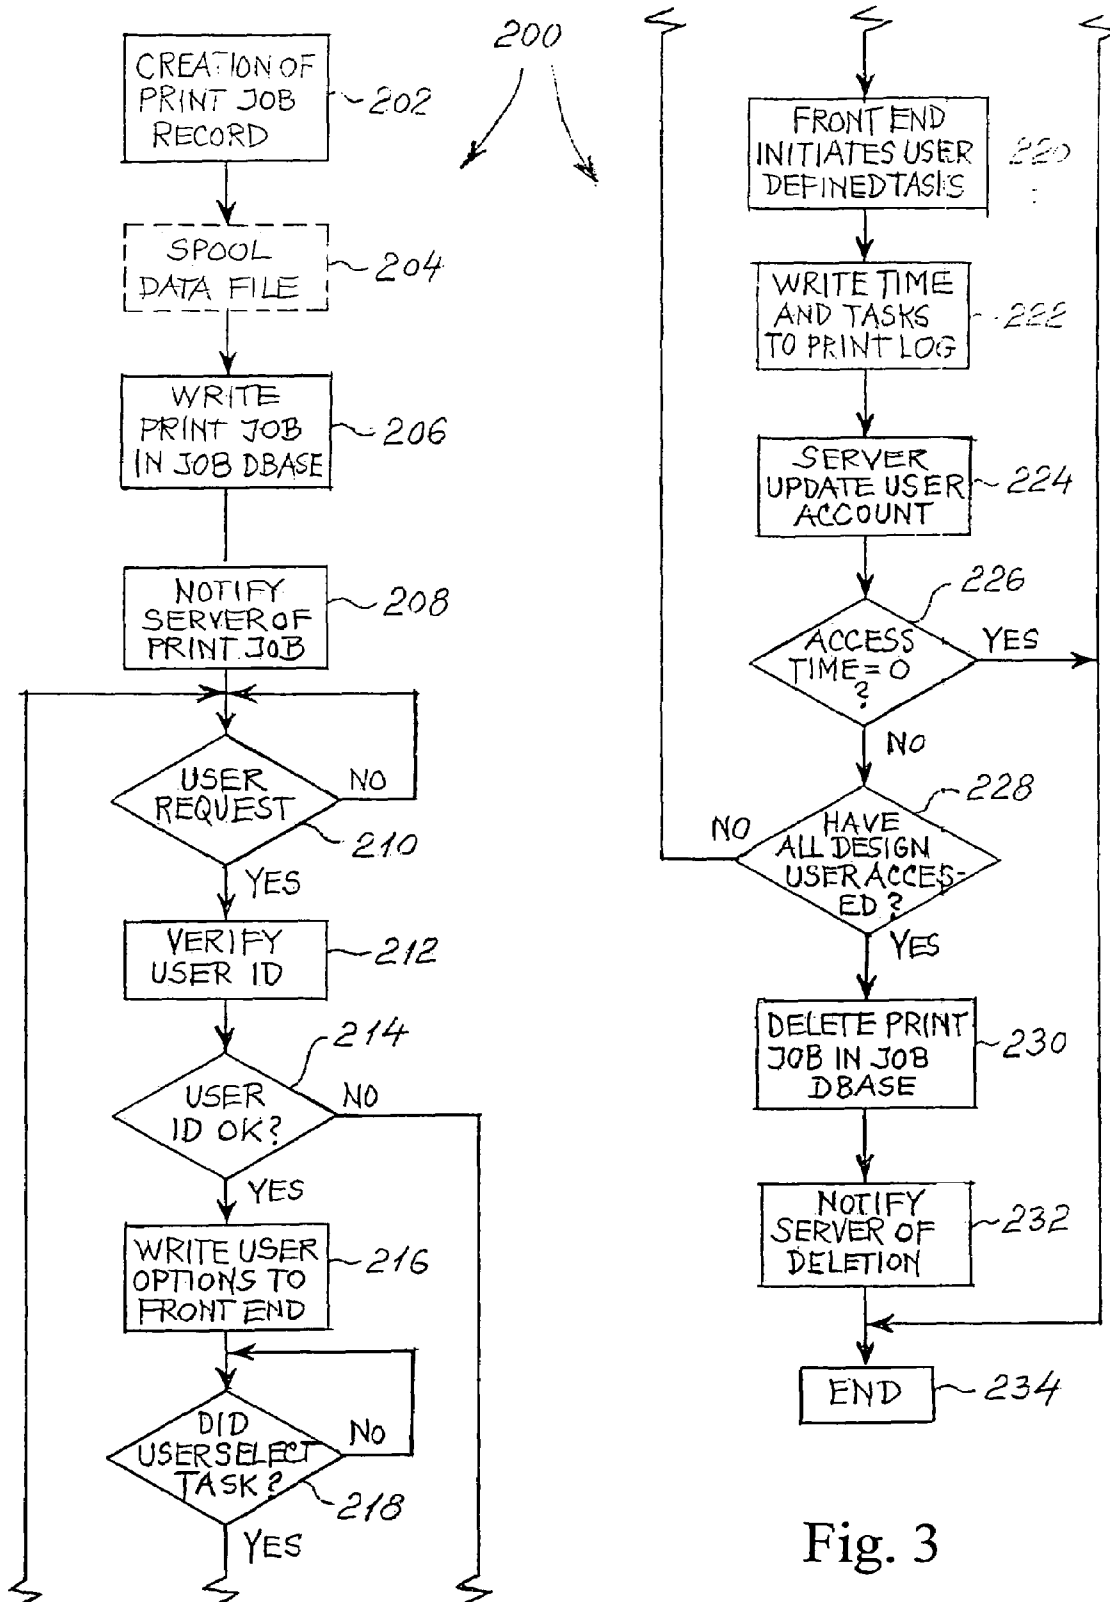 200
CREATION OF
PRINT JOB
RECORD
202
SPOOL
DATA FILE
204
WRITE
PRINT JOB
IN JOB DBASE
206
NOTIFY
SERVER OF
PRINT JOB
208
USER
REQUEST
NO
210
YES
VERIFY
USER ID
212
214
USER
ID OK?
NO
YES
WRITE USER
OPTIONS TO
FRONT END
216
DID
USER SELECT
TASK?
NO
218
YES
FRONT END
INITIATES USER
DEFINED TASIS
220
WRITE TIME
AND TASKS
TO PRINT LOG
222
SERVER
UPDATE USER
ACCOUNT
224
226
ACCESS
TIME = 0
?
YES
NO
228
HAVE
ALL DESIGN
USER ACCES-
ED?
NO
YES
DELETE PRINT
JOB IN JOB
DBASE
230
NOTIFY
SERVER OF
DELETION
232
END
234
Fig. 3